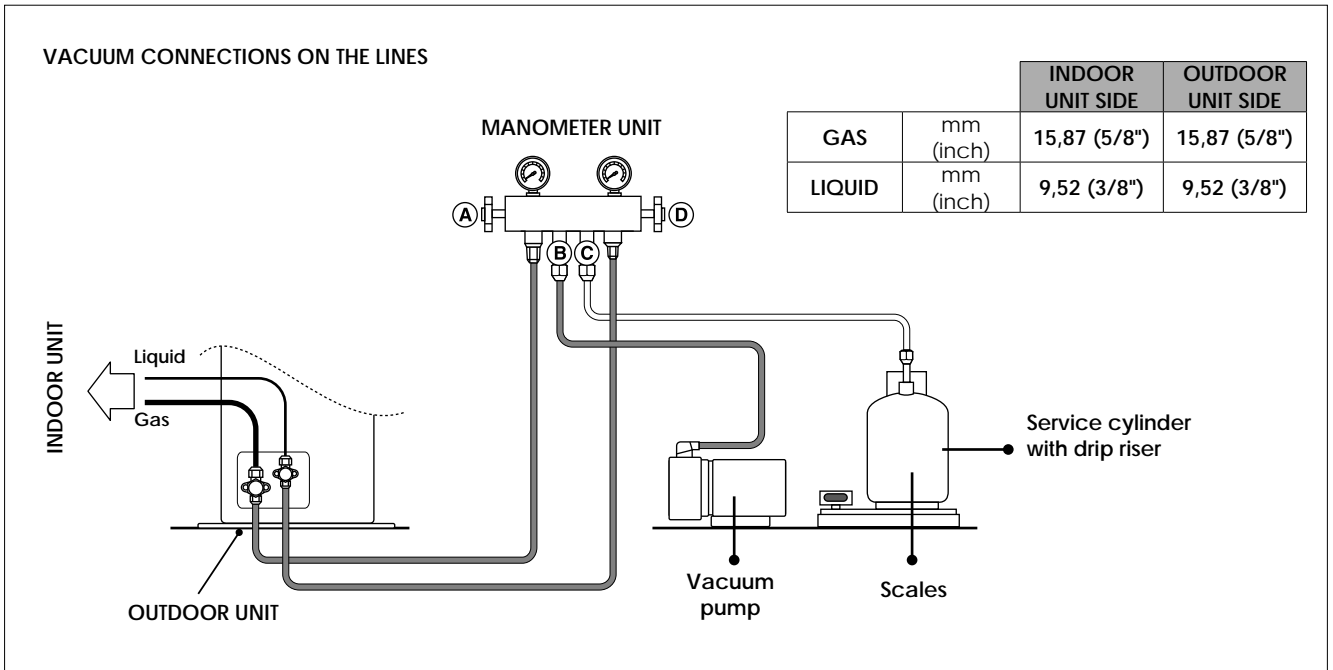 VACUUM CONNECTIONS ON THE LINES
INDOOR UNIT SIDE
OUTDOOR UNIT SIDE
GAS mm (inch) 15,87 (5/8") 15,87 (5/8")
LIQUID mm (inch) 9,52 (3/8") 9,52 (3/8")
MANOMETER UNIT
A
D
B
C
INDOOR UNIT
Liquid
Gas
Service cylinder
with drip riser
Vacuum
pump
Scales
OUTDOOR UNIT